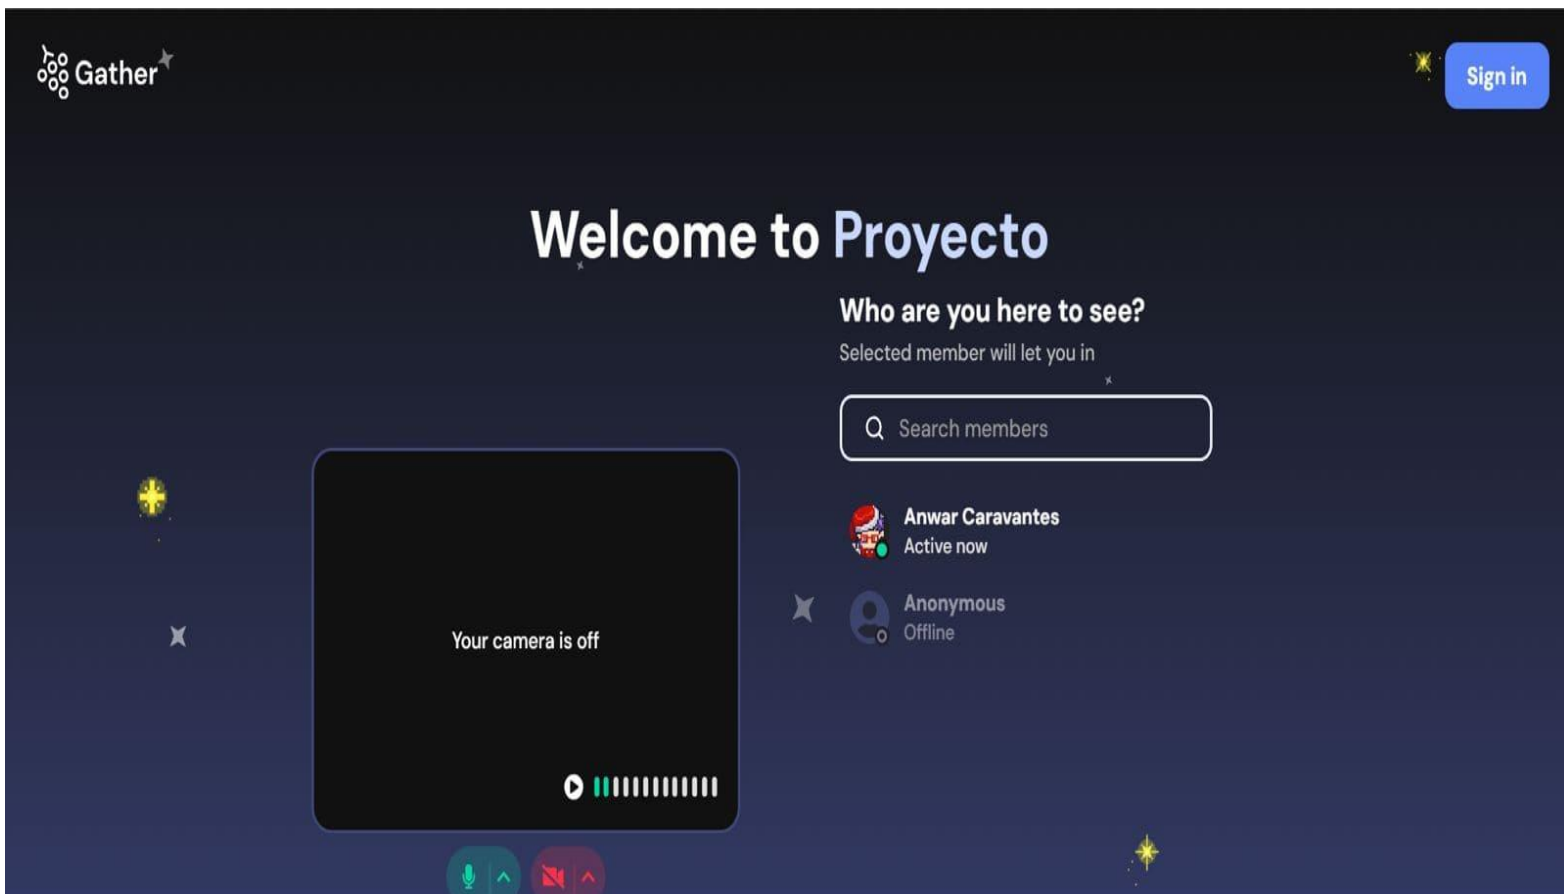 Gather
Sign in
Welcome to Proyecto
Who are you here to see?
Selected member will let you in
Search members
Anwar Caravantes
Active now
Anonymous
Offline
Your camera is off